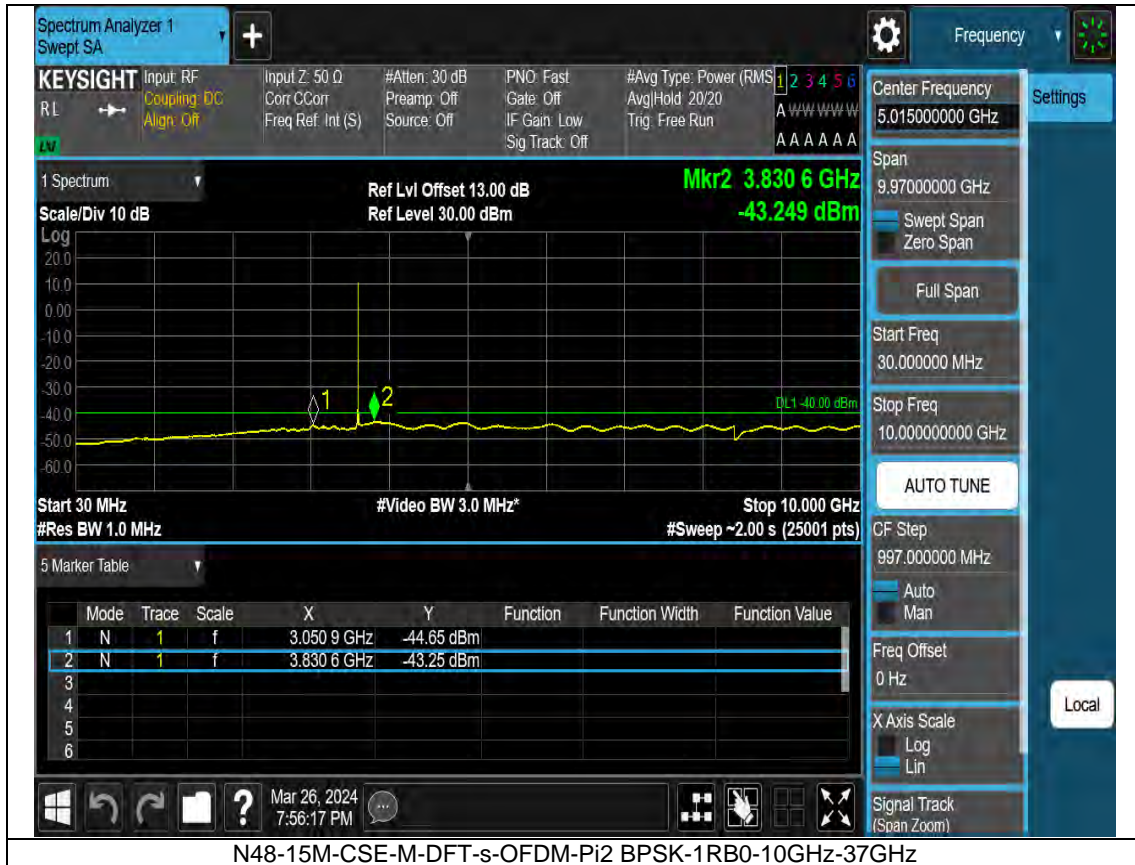 Spectrum Analyzer 1
Swept SA
+
Frequency
KEYSIGHT
RL
LXI
Input: RF
Coupling: DC
Align: Off
Input Z: 50 Ω
Corr CCorr
Freq Ref: Int (S)
#Atten: 30 dB
Preamp: Off
Source: Off
PNO: Fast
Gate: Off
IF Gain: Low
Sig Track: Off
#Avg Type: Power (RMS
Avg|Hold: 20/20
Trig: Free Run
1 2 3 4 5 6
A W W W W W
A A A A A A
1 Spectrum
Scale/Div 10 dB
Ref Lvl Offset 13.00 dB
Ref Level 30.00 dBm
Mkr2 3.830 6 GHz
-43.249 dBm
Log
20.0
10.0
0.00
-10.0
-20.0
-30.0
-40.0
-50.0
-60.0
1
2
DL1 -40.00 dBm
Start 30 MHz
#Video BW 3.0 MHz*
Stop 10.000 GHz
#Res BW 1.0 MHz
#Sweep ~2.00 s (25001 pts)
5 Marker Table
Mode Trace Scale X Y Function Function Width Function Value
1 N 1 f 3.050 9 GHz -44.65 dBm
2 N 1 f 3.830 6 GHz -43.25 dBm
3
4
5
6
Mar 26, 2024
7:56:17 PM
?
Center Frequency
5.015000000 GHz
Settings
Span
9.97000000 GHz
Swept Span
Zero Span
Full Span
Start Freq
30.000000 MHz
Stop Freq
10.000000000 GHz
AUTO TUNE
CF Step
997.000000 MHz
Auto
Man
Freq Offset
0 Hz
Local
X Axis Scale
Log
Lin
Signal Track
(Span Zoom)
N48-15M-CSE-M-DFT-s-OFDM-Pi2 BPSK-1RB0-10GHz-37GHz